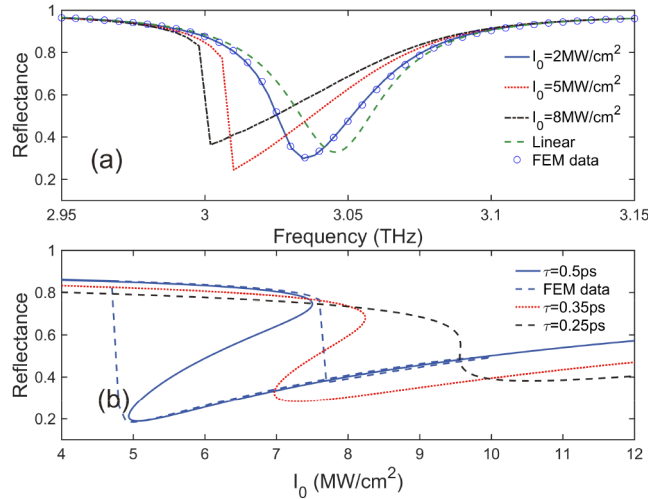 1
0.8
0.6
0.4
0.2
Reflectance
(a)
I0=2MW/cm2
I0=5MW/cm2
I0=8MW/cm2
Linear
FEM data
2.95
3
3.05
3.1
3.15
Frequency (THz)
1
0.8
0.6
0.4
0.2
Reflectance
(b)
τ=0.5ps
FEM data
τ=0.35ps
τ=0.25ps
4
5
6
7
8
9
10
11
12
I0 (MW/cm2)